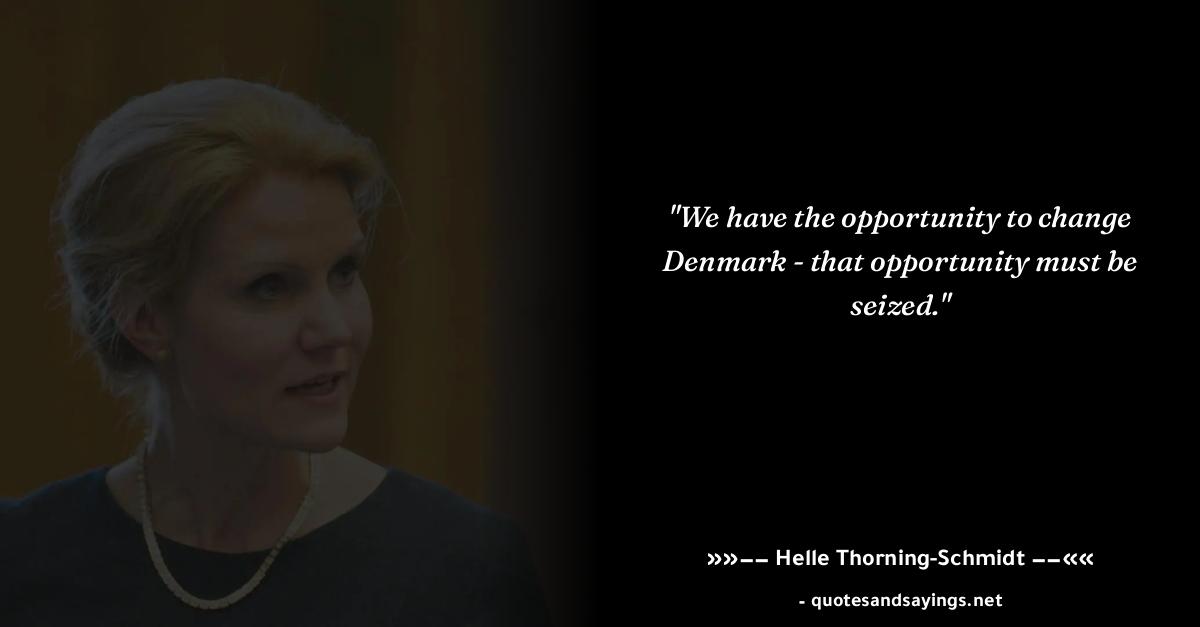 "We have the opportunity to change
Denmark - that opportunity must be
seized."
»»–– Helle Thorning-Schmidt ––««
- quotesandsayings.net